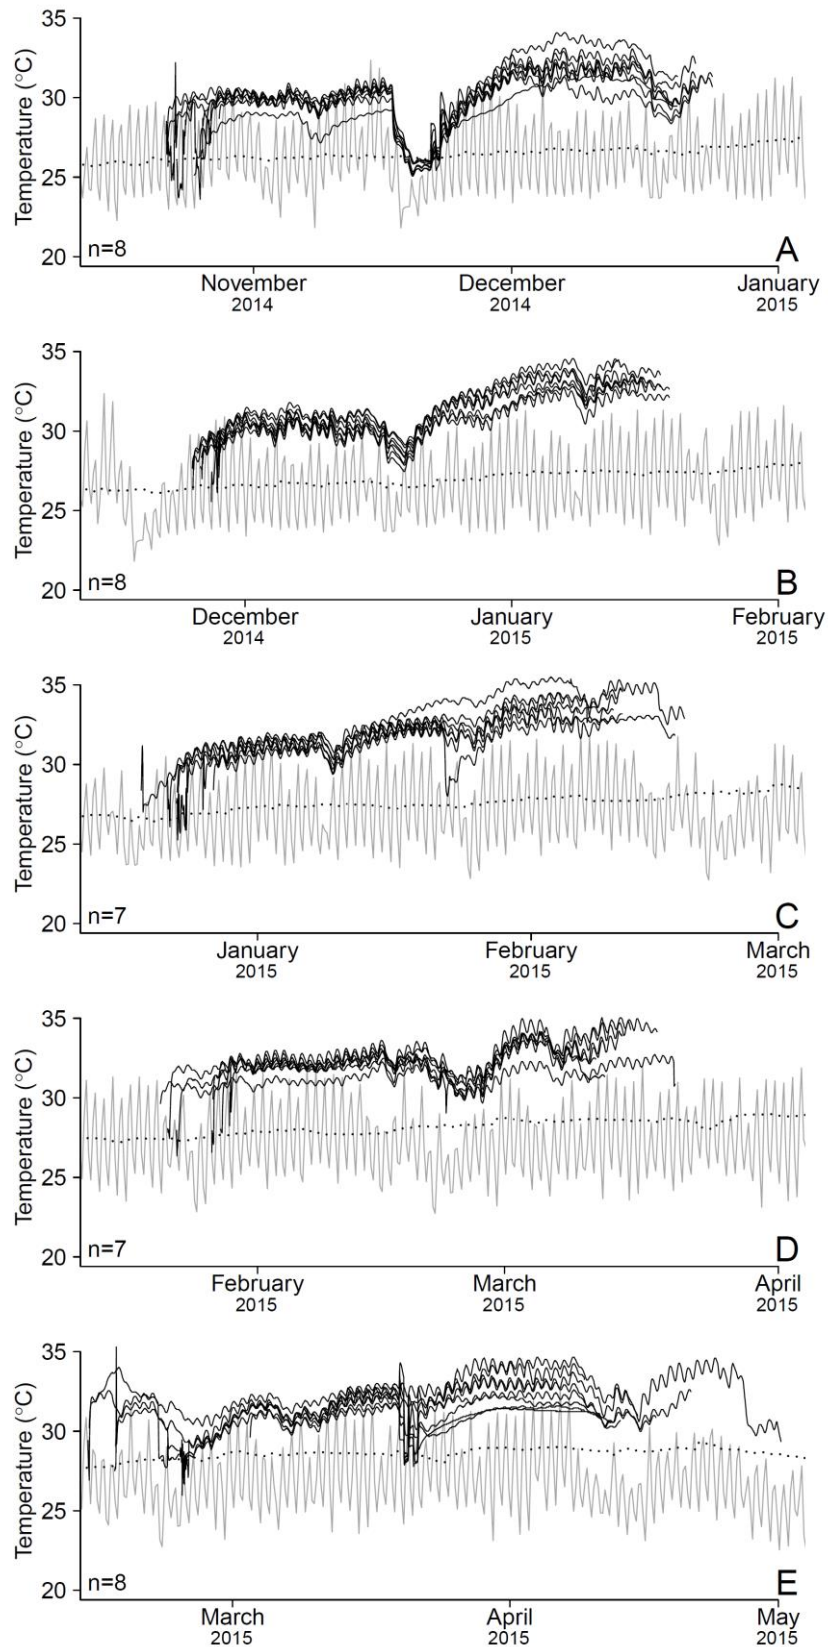 Temperature (°C)
35
30
25
20
n=8
A
November
2014
December
2014
January
2015
Temperature (°C)
35
30
25
20
n=8
B
December
2014
January
2015
February
2015
Temperature (°C)
35
30
25
20
n=7
C
January
2015
February
2015
March
2015
Temperature (°C)
35
30
25
20
n=7
D
February
2015
March
2015
April
2015
Temperature (°C)
35
30
25
20
n=8
E
March
2015
April
2015
May
2015